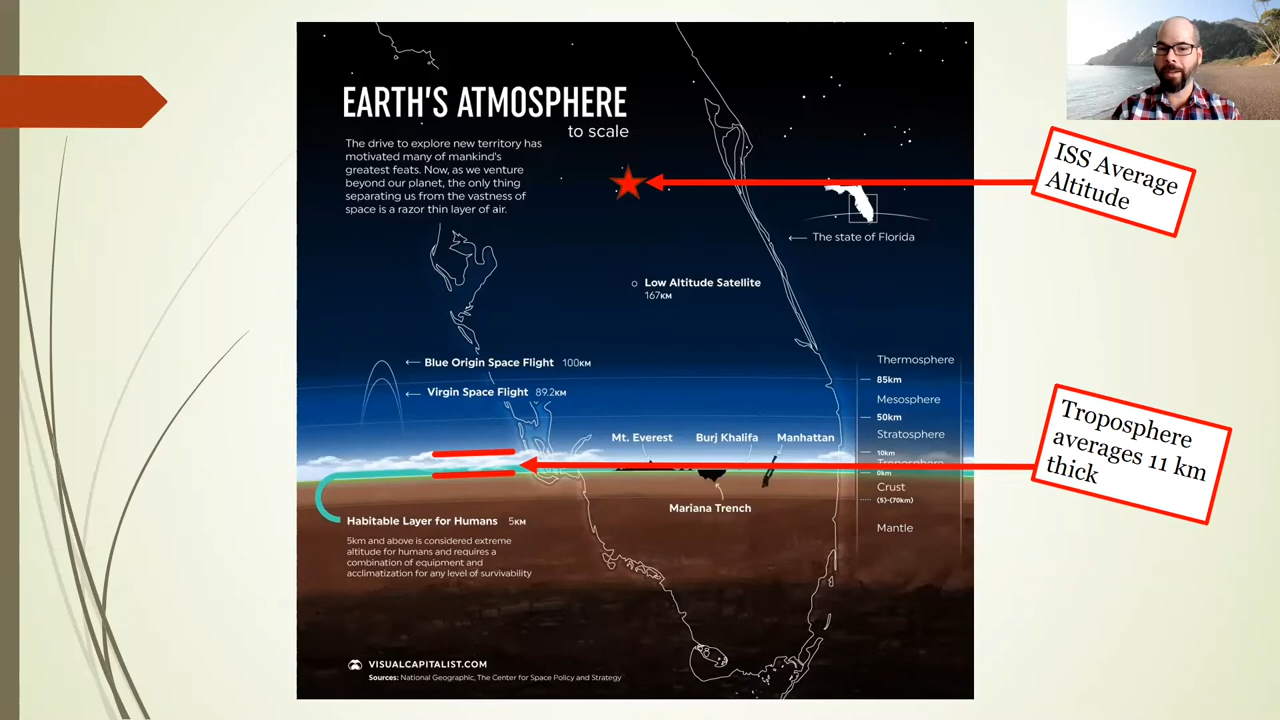 EARTH'S ATMOSPHERE
to scale
The drive to explore new territory has
motivated many of mankind's
greatest feats. Now, as we venture
beyond our planet, the only thing
separating us from the vastness of
space is a razor thin layer of air.
ISS Average
Altitude
← The state of Florida
Low Altitude Satellite
167KM
← Blue Origin Space Flight 100KM
← Virgin Space Flight 89.2KM
Thermosphere
85km
Mesosphere
50km
Stratosphere
10km
Troposphere
0km
Crust
(5)-(70km)
Mantle
Mt. Everest
Burj Khalifa
Manhattan
Mariana Trench
Troposphere
averages 11 km
thick
Habitable Layer for Humans 5KM
5km and above is considered extreme
altitude for humans and requires a
combination of equipment and
acclimatization for any level of survivability
VISUALCAPITALIST.COM
Sources: National Geographic, The Center for Space Policy and Strategy